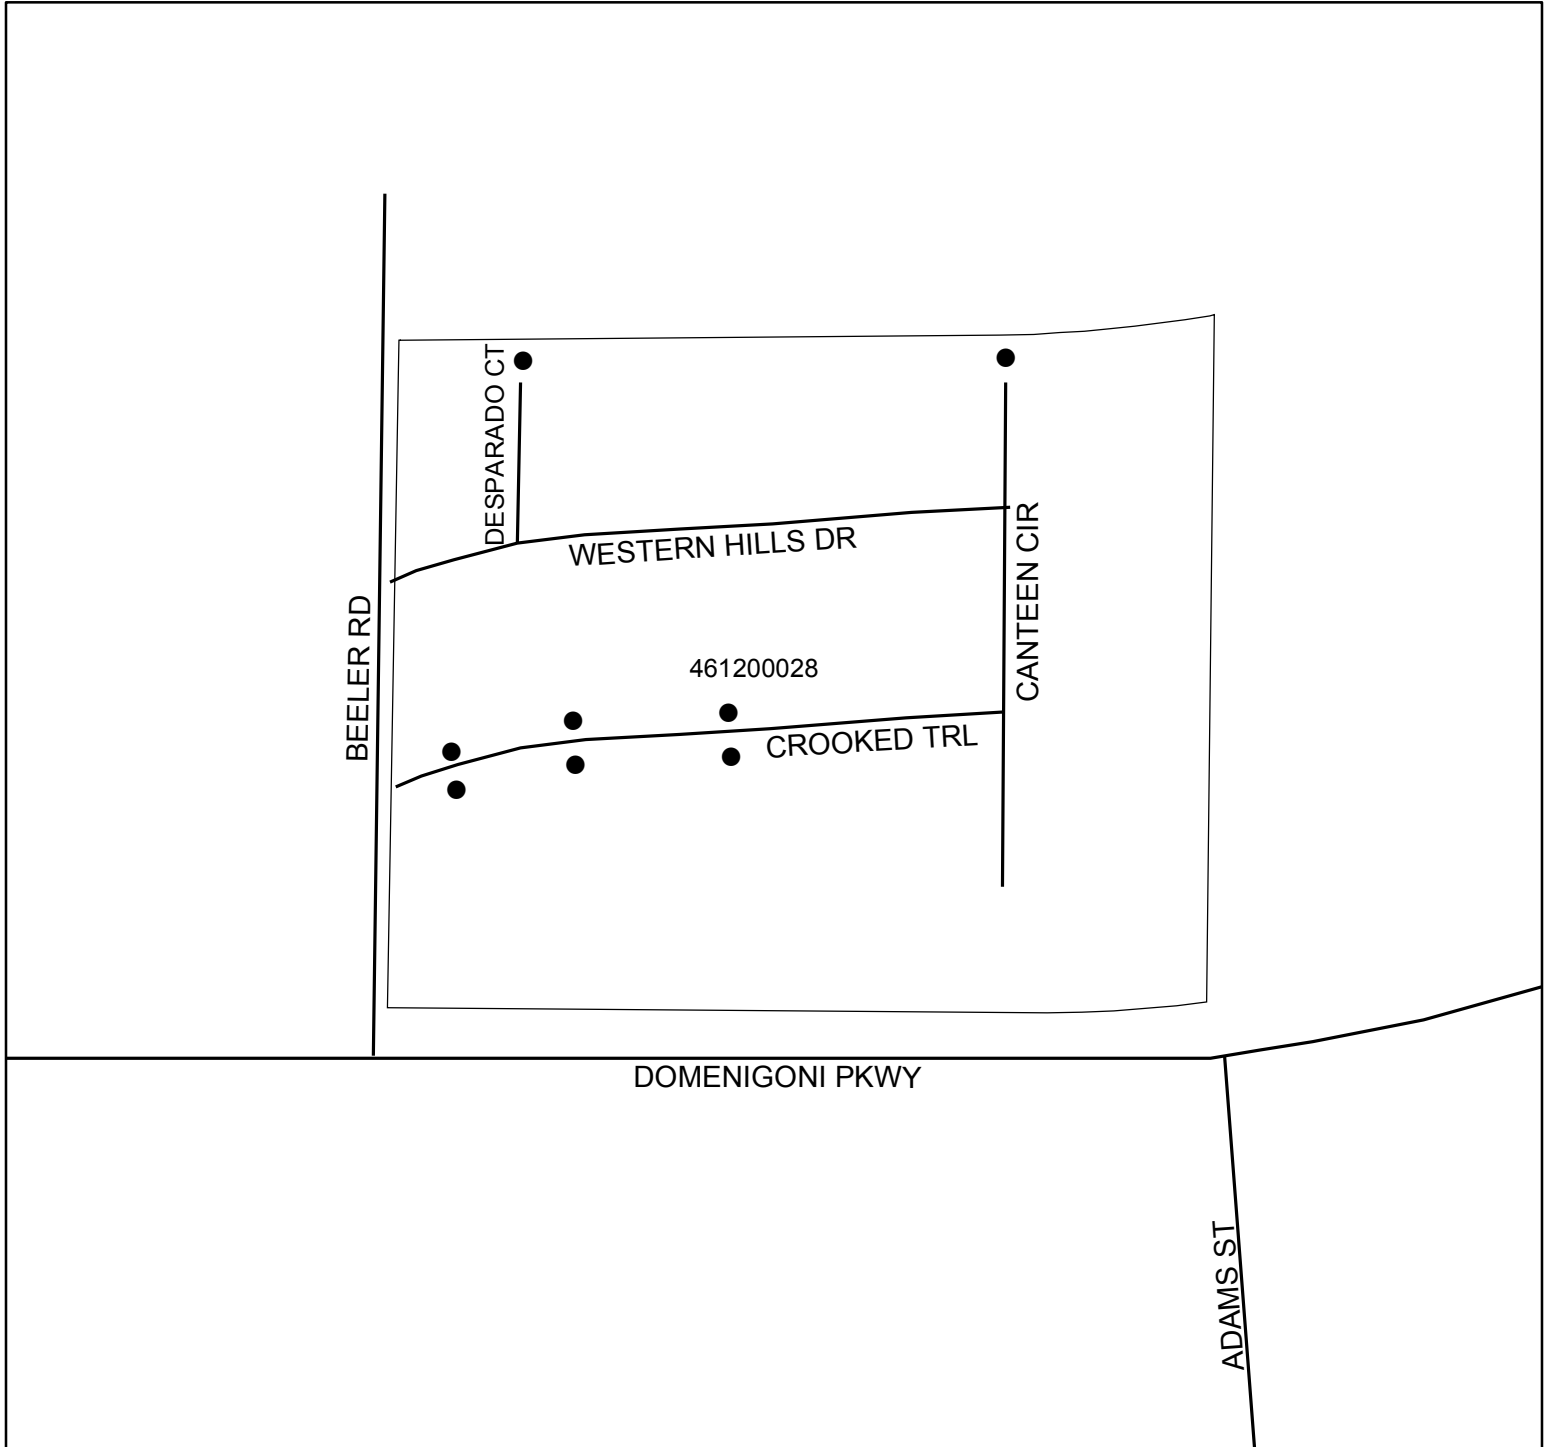 DESPARADO CT
WESTERN HILLS DR
CANTEEN CIR
BEELER RD
461200028
CROOKED TRL
DOMENIGONI PKWY
ADAMS ST